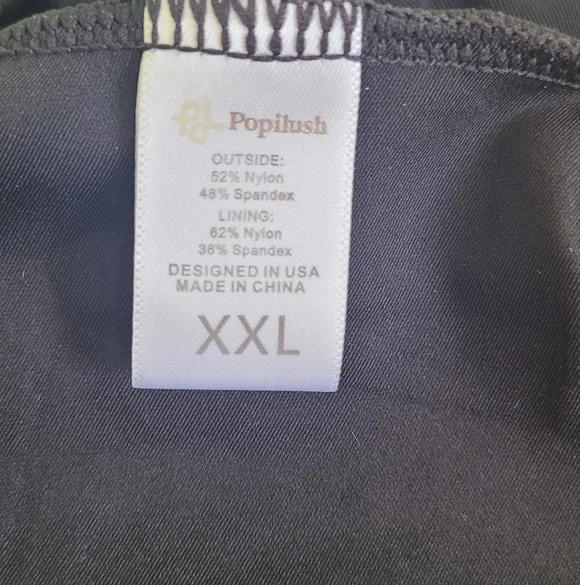 Popilush
OUTSIDE:
52% Nylon
48% Spandex
LINING:
62% Nylon
38% Spandex
DESIGNED IN USA
MADE IN CHINA
XXL